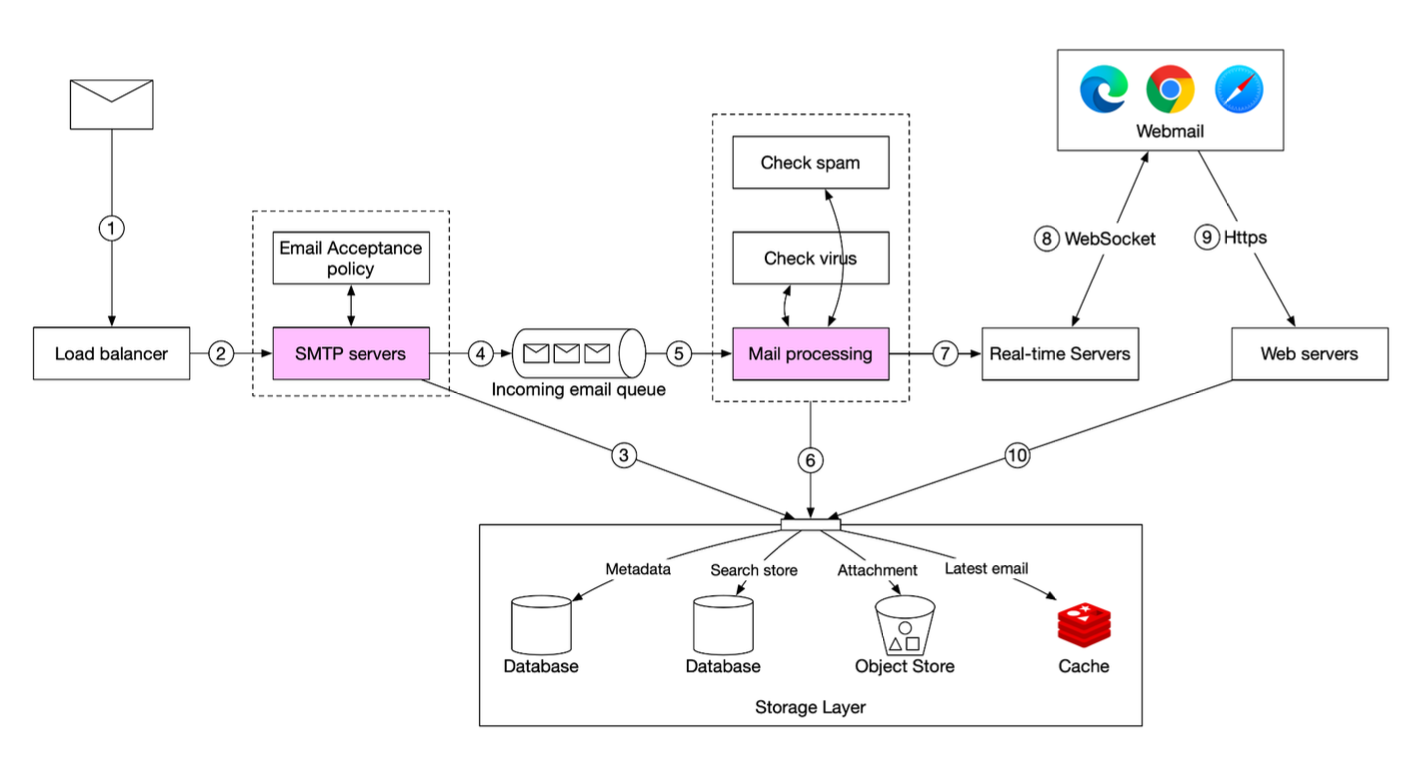 Webmail
Check spam
1
8 WebSocket
9 Https
Email Acceptance
policy
Check virus
Load balancer
2
SMTP servers
4
5
Mail processing
7
Real-time Servers
Web servers
Incoming email queue
3
6
10
Metadata
Search store
Attachment
Latest email
Database
Database
Object Store
Cache
Storage Layer